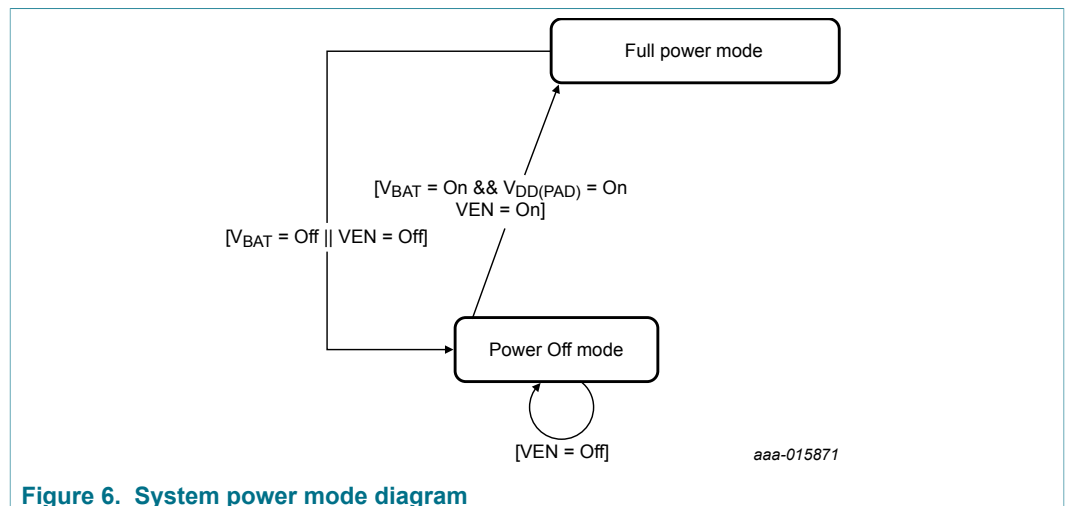 Full power mode
[VBAT = On && VDD(PAD) = On
VEN = On]
[VBAT = Off || VEN = Off]
Power Off mode
[VEN = Off]
aaa-015871
Figure 6. System power mode diagram